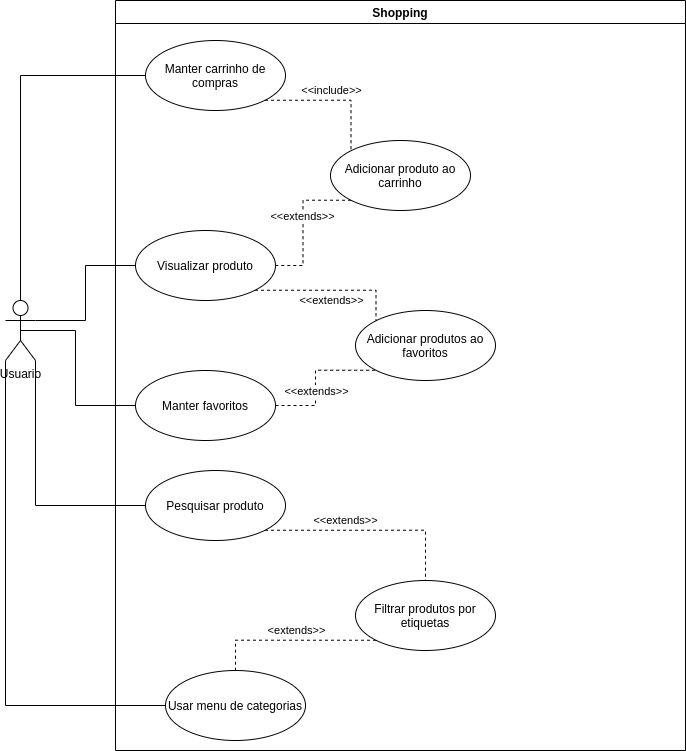 Shopping
Manter carrinho de
compras
<<include>>
Adicionar produto ao
carrinho
<<extends>>
Visualizar produto
<<extends>>
Adicionar produtos ao
favoritos
Usuario
<<extends>>
Manter favoritos
Pesquisar produto
<<extends>>
Filtrar produtos por
etiquetas
<extends>>
Usar menu de categorias